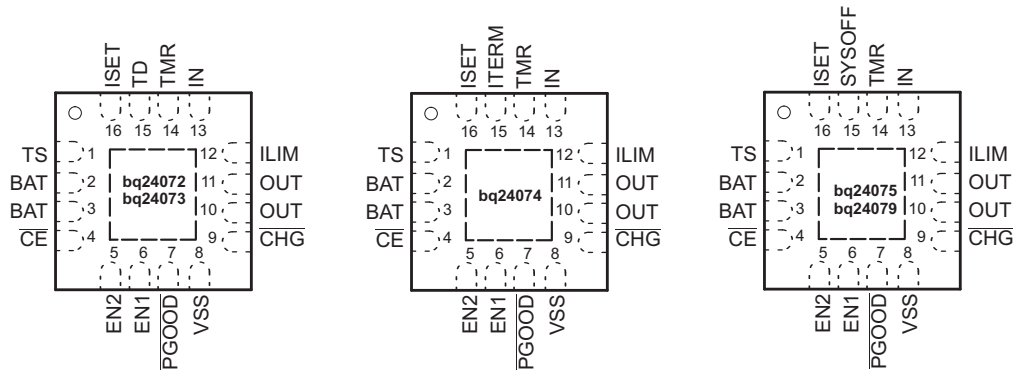 ISET TD TMR IN
16 15 14 13
TS 1 12 ILIM
BAT 2 bq24072 11 OUT
BAT 3 bq24073 10 OUT
CE 4 9 CHG
5 6 7 8
EN2 EN1 PGOOD VSS
ISET ITERM TMR IN
16 15 14 13
TS 1 12 ILIM
BAT 2 bq24074 11 OUT
BAT 3 10 OUT
CE 4 9 CHG
5 6 7 8
EN2 EN1 PGOOD VSS
ISET SYSOFF TMR IN
16 15 14 13
TS 1 12 ILIM
BAT 2 bq24075 11 OUT
BAT 3 bq24079 10 OUT
CE 4 9 CHG
5 6 7 8
EN2 EN1 PGOOD VSS